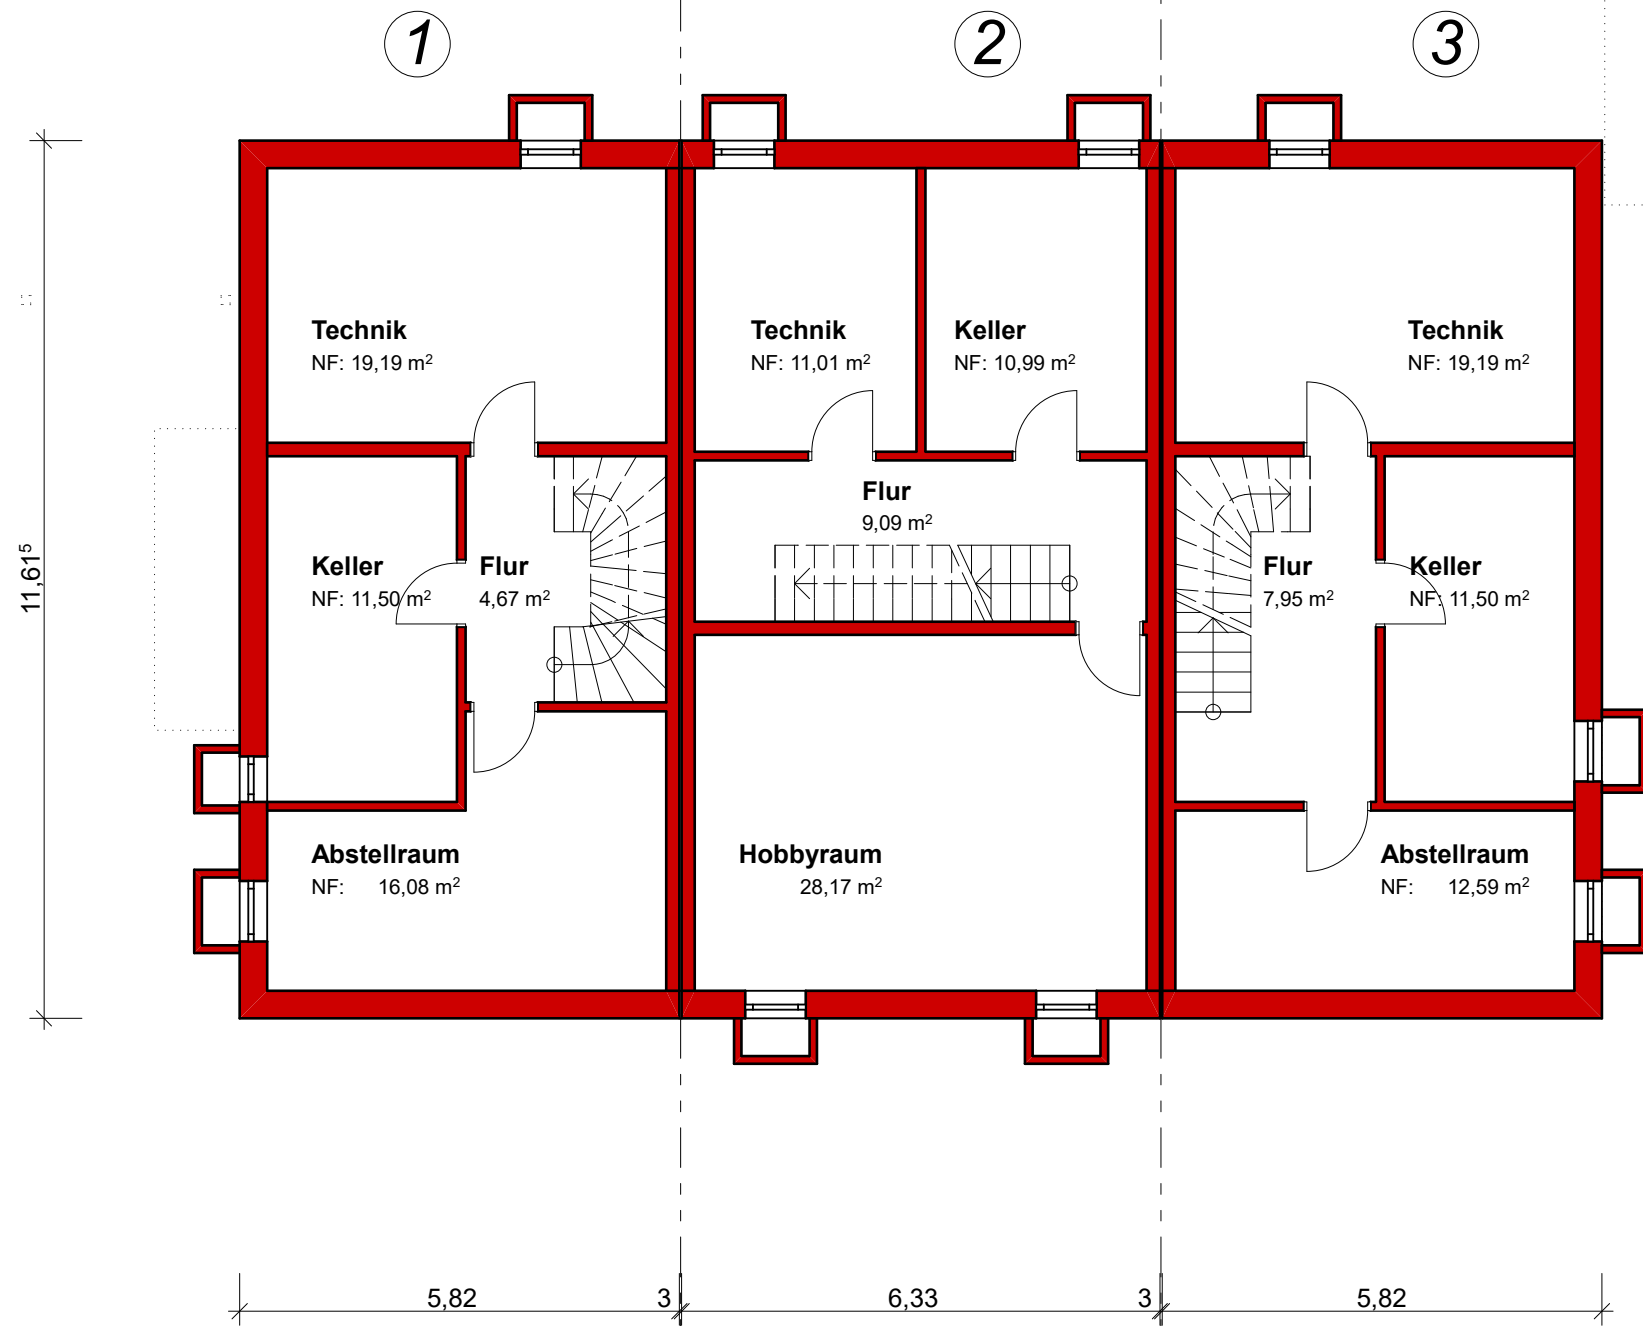 1
2
3
Technik
NF: 19,19 m²
Technik
NF: 11,01 m²
Keller
NF: 10,99 m²
Technik
NF: 19,19 m²
Flur
9,09 m²
Keller
NF: 11,50 m²
Flur
4,67 m²
Flur
7,95 m²
Keller
NF: 11,50 m²
11,61⁵
Abstellraum
NF: 16,08 m²
Hobbyraum
28,17 m²
Abstellraum
NF: 12,59 m²
5,82
3
6,33
3
5,82